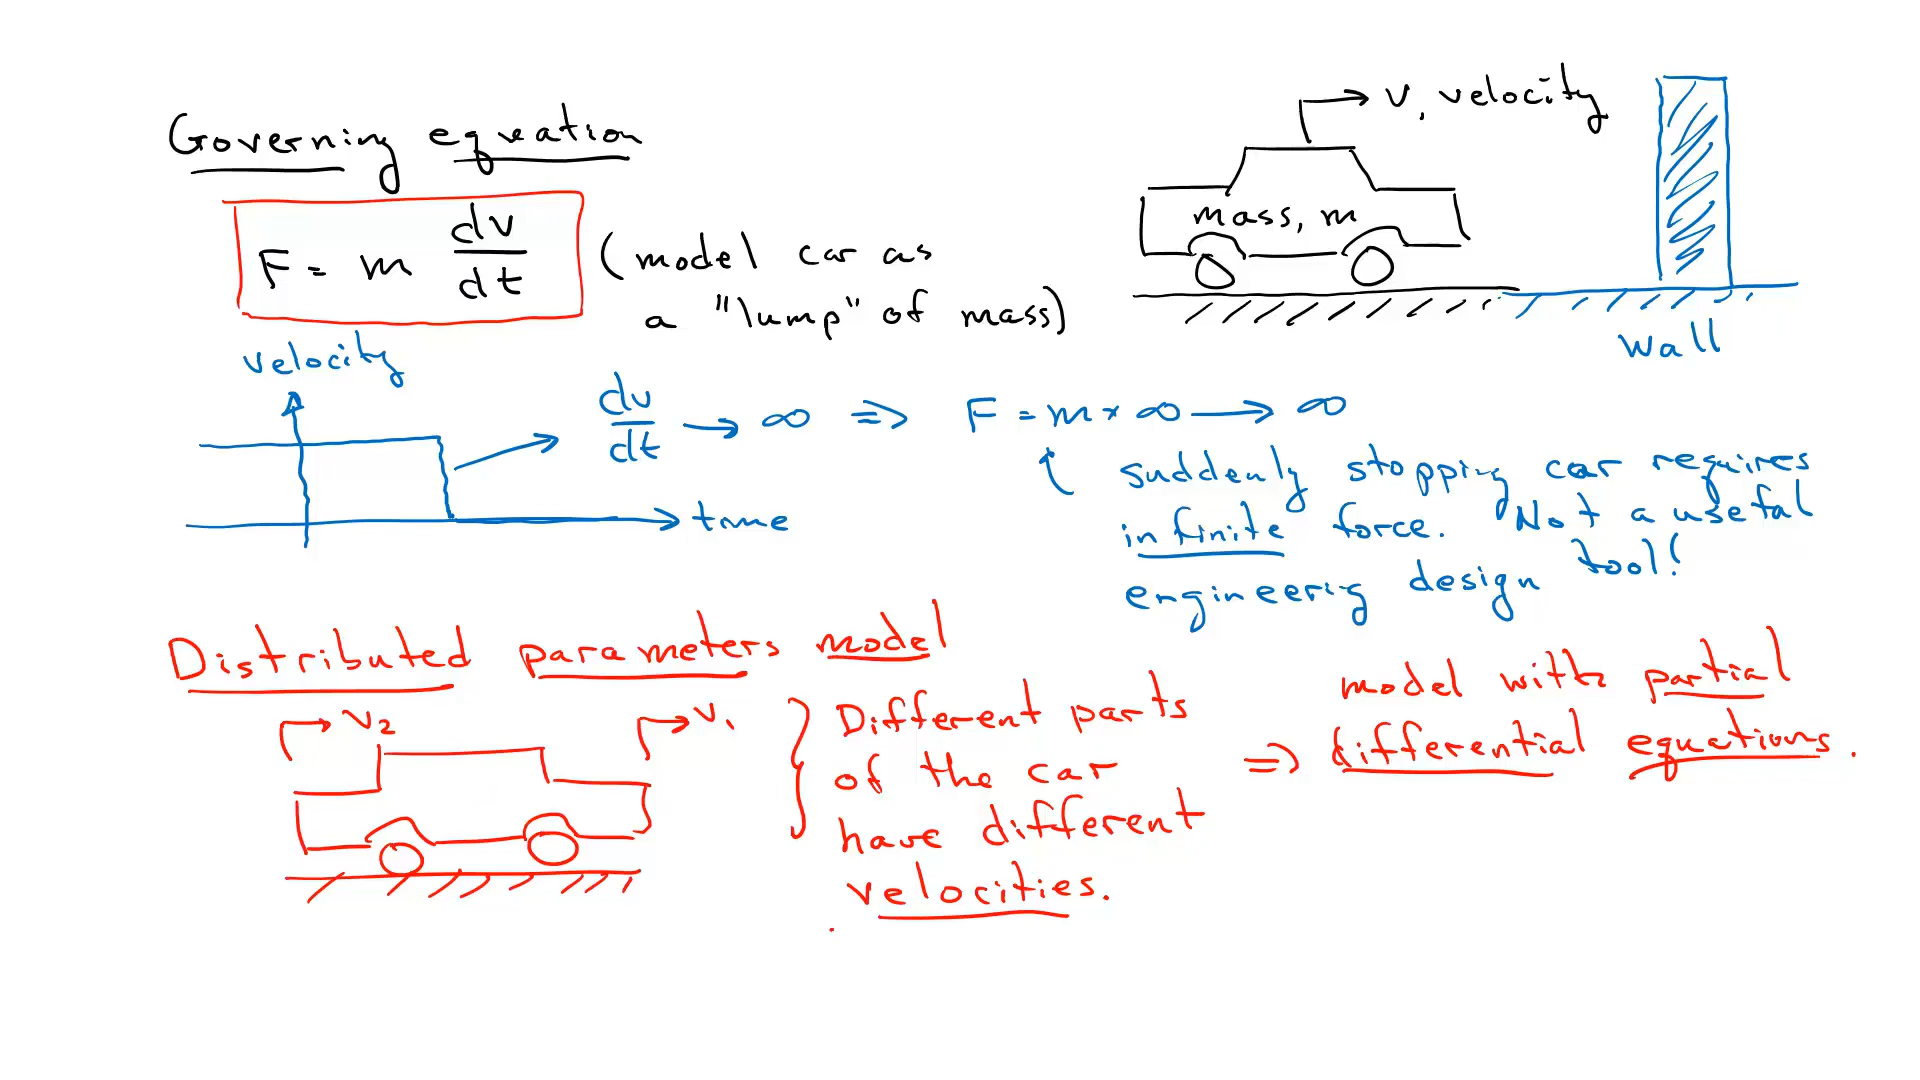 Governing equation
F = m dv/dt
(model car as
a "lump" of mass)
v, velocity
mass, m
wall
velocity
time
dv/dt → ∞ ⇒ F = m × ∞ → ∞
suddenly stopping car requires
infinite force. Not a useful
engineering design tool!
Distributed parameters model
v₂
v₁
Different parts
of the car
have different
velocities.
⇒ model with partial
differential equations.